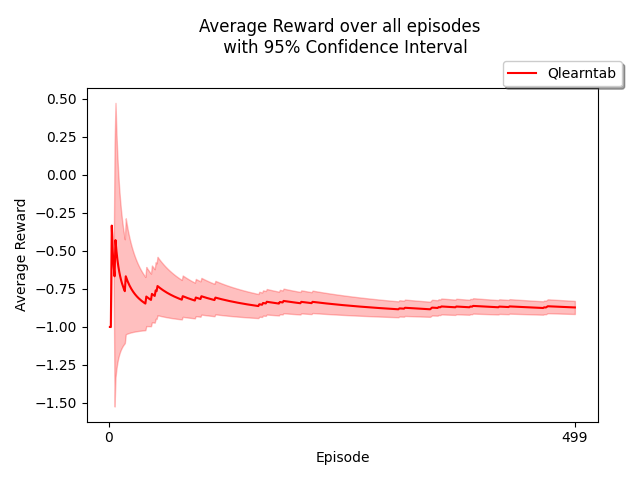 Average Reward over all episodes
with 95% Confidence Interval
Qlearntab
0.50
0.25
0.00
−0.25
−0.50
−0.75
−1.00
−1.25
−1.50
Average Reward
0
499
Episode